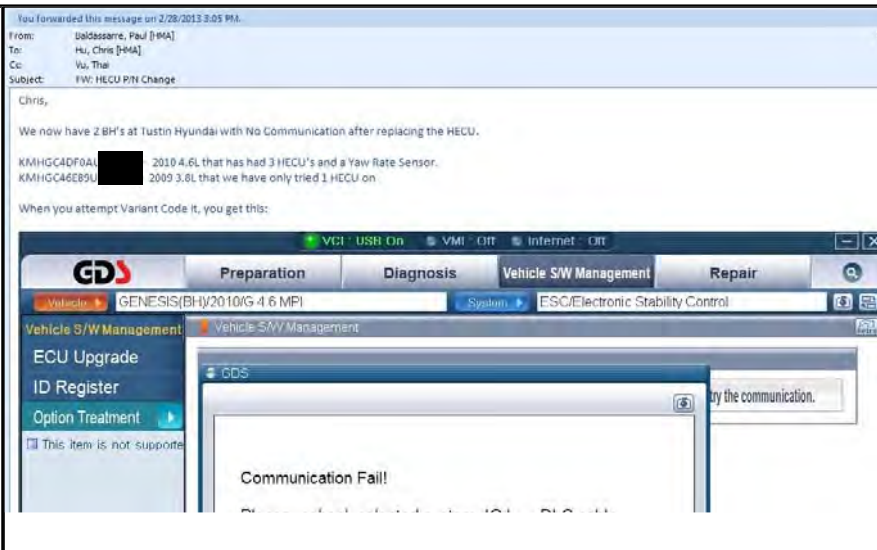 You forwarded this message on 2/28/2013 3:05 PM.
From: Baldassarre, Paul [HMA]
To: Hu, Chris [HMA]
Cc: Vu, Thai
Subject: FW: HECU P/N Change
Chris,
We now have 2 BH's at Tustin Hyundai with No Communication after replacing the HECU.
KMHGC4DF0AU 2010 4.6L that has had 3 HECU's and a Yaw Rate Sensor.
KMHGC46E89U 2009 3.8L that we have only tried 1 HECU on
When you attempt Variant Code it, you get this:
VCI : USB On VMI : Off Internet : Off
GDS Preparation Diagnosis Vehicle S/W Management Repair
Vehicle GENESIS(BH)/2010/G 4.6 MPI System ESC/Electronic Stability Control
Vehicle S/W Management Vehicle S/W Management
ECU Upgrade
GDS
ID Register
try the communication.
Option Treatment
This item is not supporte
Communication Fail!